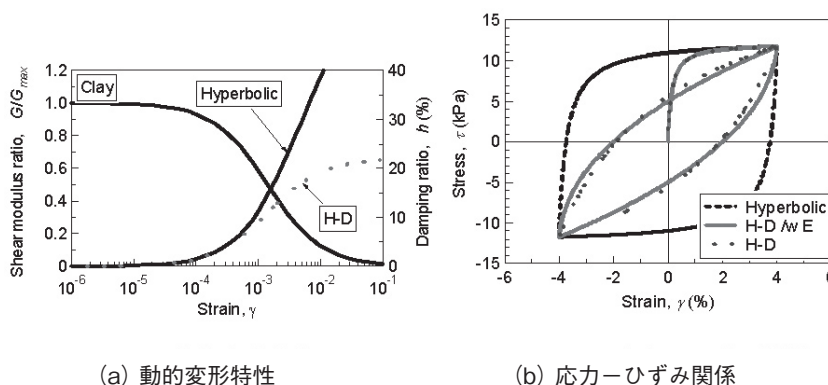 Clay
Hyperbolic
H-D
Shear modulus ratio, G/Gmax
1.2
1.0
0.8
0.6
0.4
0.2
0
40
30
20
10
0
Damping ratio, h (%)
10-6 10-5 10-4 10-3 10-2 10-1
Strain, γ
(a) 動的変形特性
Stress, τ (kPa)
15
10
5
0
-5
-10
-15
Hyperbolic
H-D /w E
H-D
-6 -4 -2 0 2 4 6
Strain, γ (%)
(b) 応力－ひずみ関係